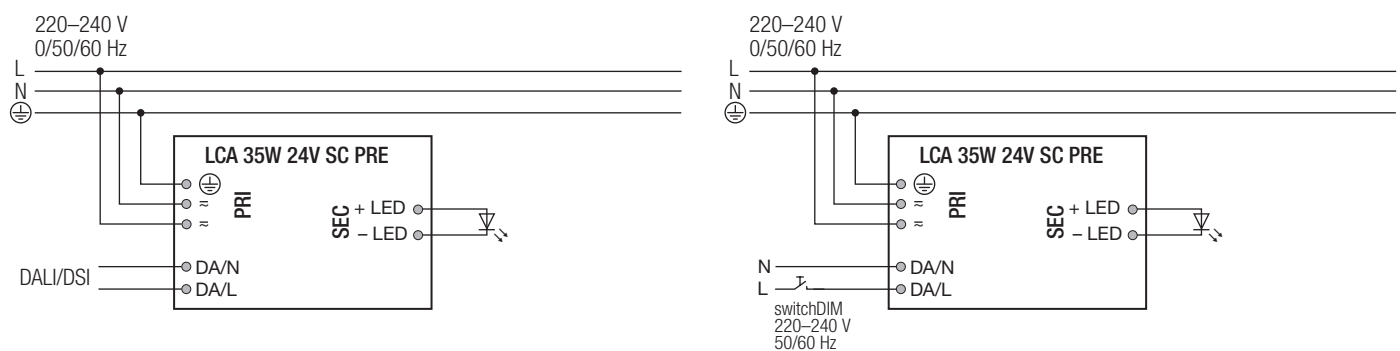 220–240 V
0/50/60 Hz
L
N
LCA 35W 24V SC PRE
PRI
≈
≈
SEC
+ LED
– LED
DALI/DSI
DA/N
DA/L
220–240 V
0/50/60 Hz
L
N
LCA 35W 24V SC PRE
PRI
≈
≈
SEC
+ LED
– LED
N
DA/N
L
DA/L
switchDIM
220–240 V
50/60 Hz